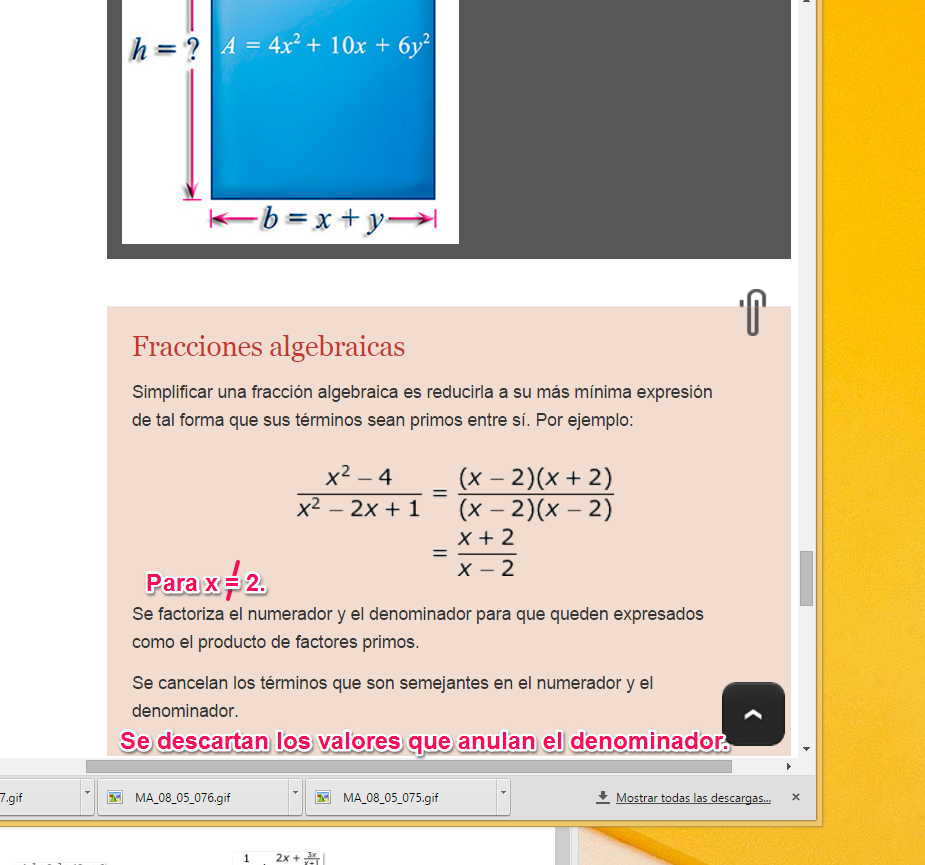 h = ? A = 4x² + 10x + 6y²
b = x + y
Fracciones algebraicas
Simplificar una fracción algebraica es reducirla a su más mínima expresión
de tal forma que sus términos sean primos entre sí. Por ejemplo:
x² − 4 / x² − 2x + 1 = (x − 2)(x + 2) / (x − 2)(x − 2)
= x + 2 / x − 2
Para x ≠ 2.
Se factoriza el numerador y el denominador para que queden expresados
como el producto de factores primos.
Se cancelan los términos que son semejantes en el numerador y el
denominador.
Se descartan los valores que anulan el denominador.
7.gif MA_08_05_076.gif MA_08_05_075.gif Mostrar todas las descargas... ×
1 2x + 3x / x+1